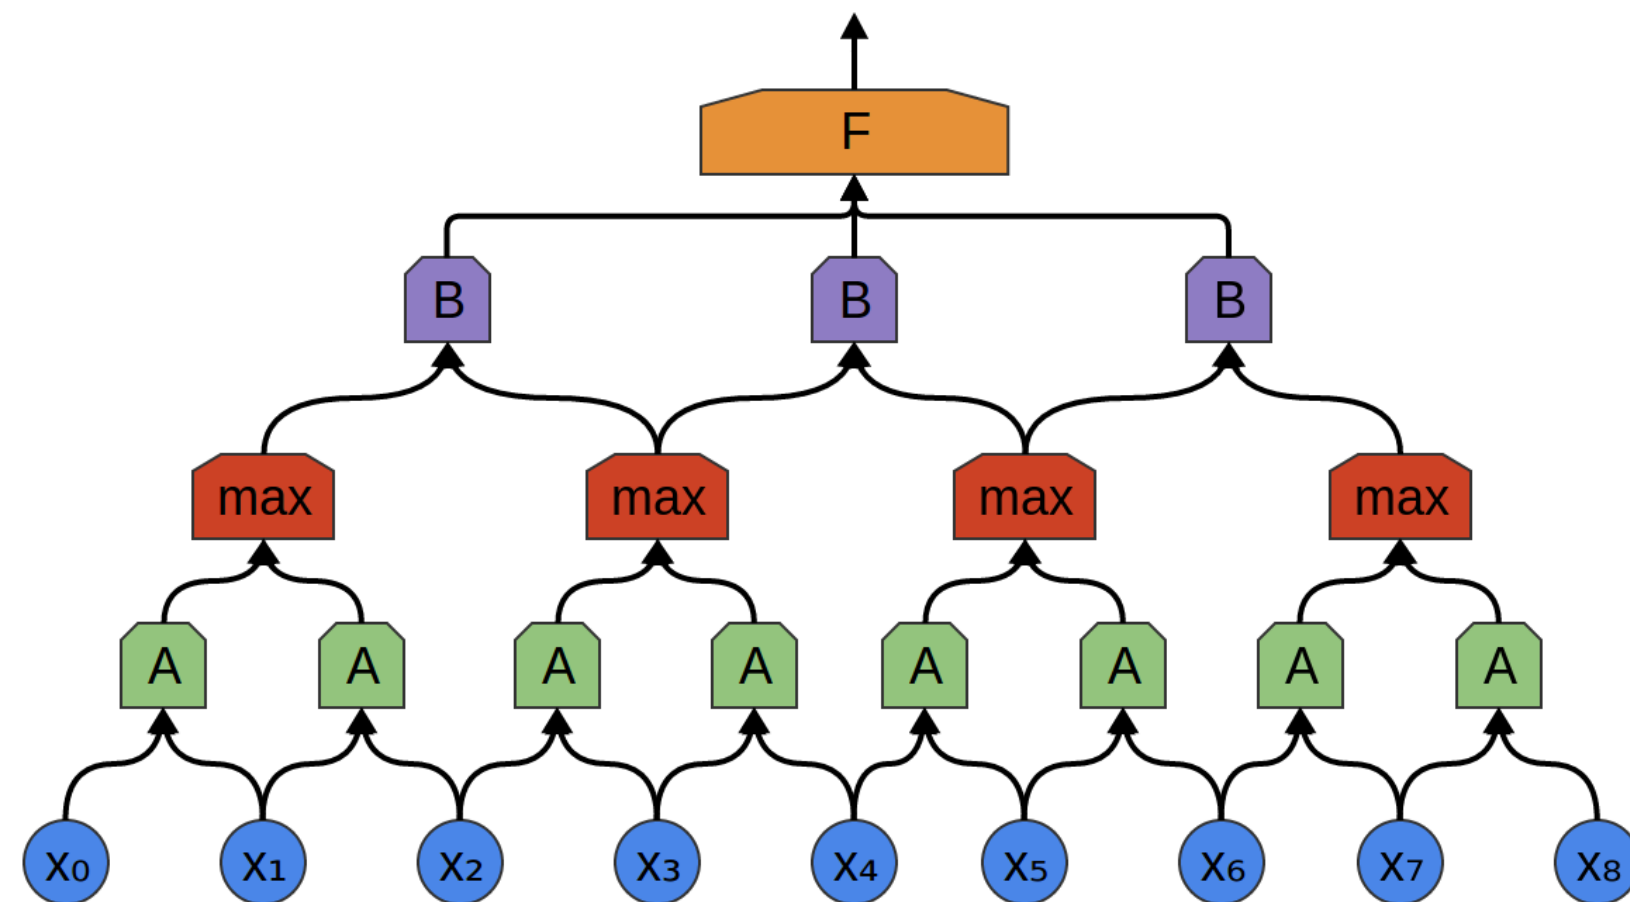 F
B B B
max max max max
A A A A A A A A
x₀ x₁ x₂ x₃ x₄ x₅ x₆ x₇ x₈